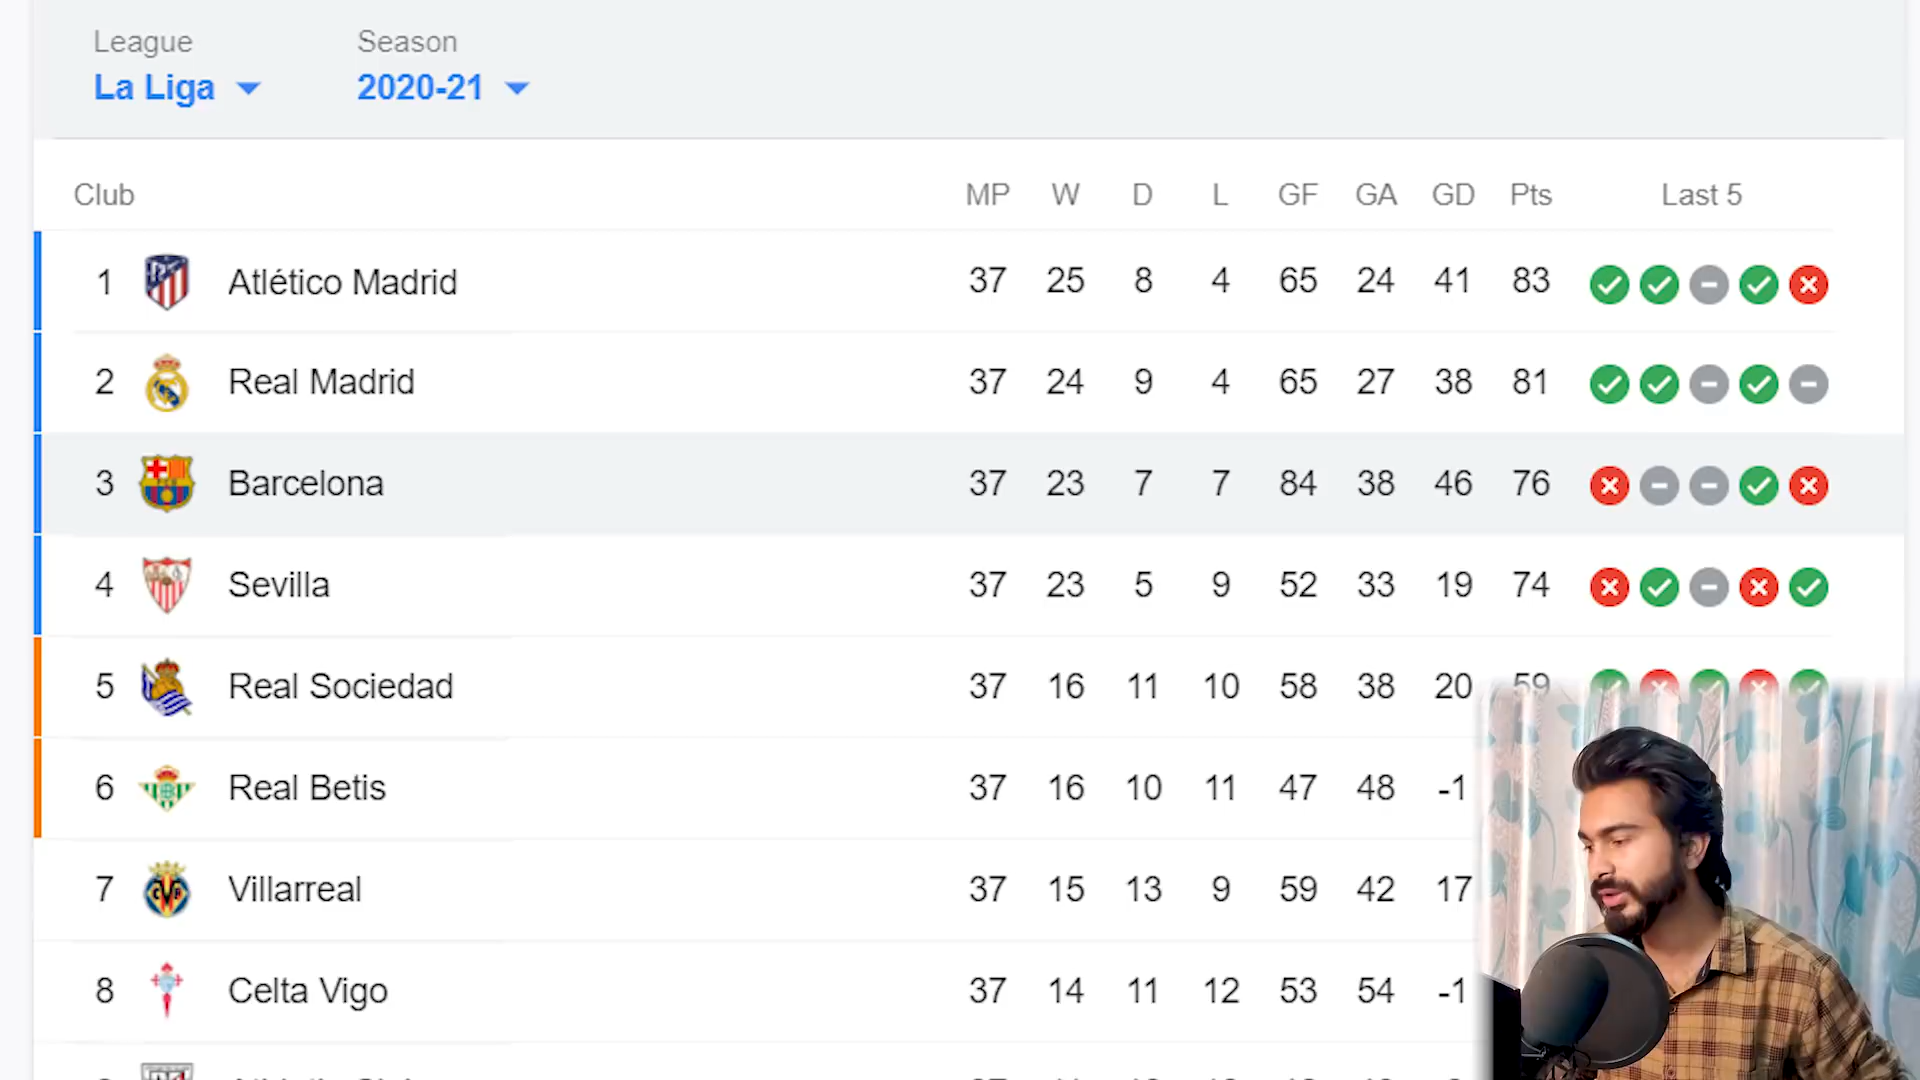 League Season
La Liga 2020-21
Club MP W D L GF GA GD Pts Last 5
1 Atlético Madrid 37 25 8 4 65 24 41 83
2 Real Madrid 37 24 9 4 65 27 38 81
3 Barcelona 37 23 7 7 84 38 46 76
4 Sevilla 37 23 5 9 52 33 19 74
5 Real Sociedad 37 16 11 10 58 38 20 59
6 Real Betis 37 16 10 11 47 48 -1
7 Villarreal 37 15 13 9 59 42 17
8 Celta Vigo 37 14 11 12 53 54 -1